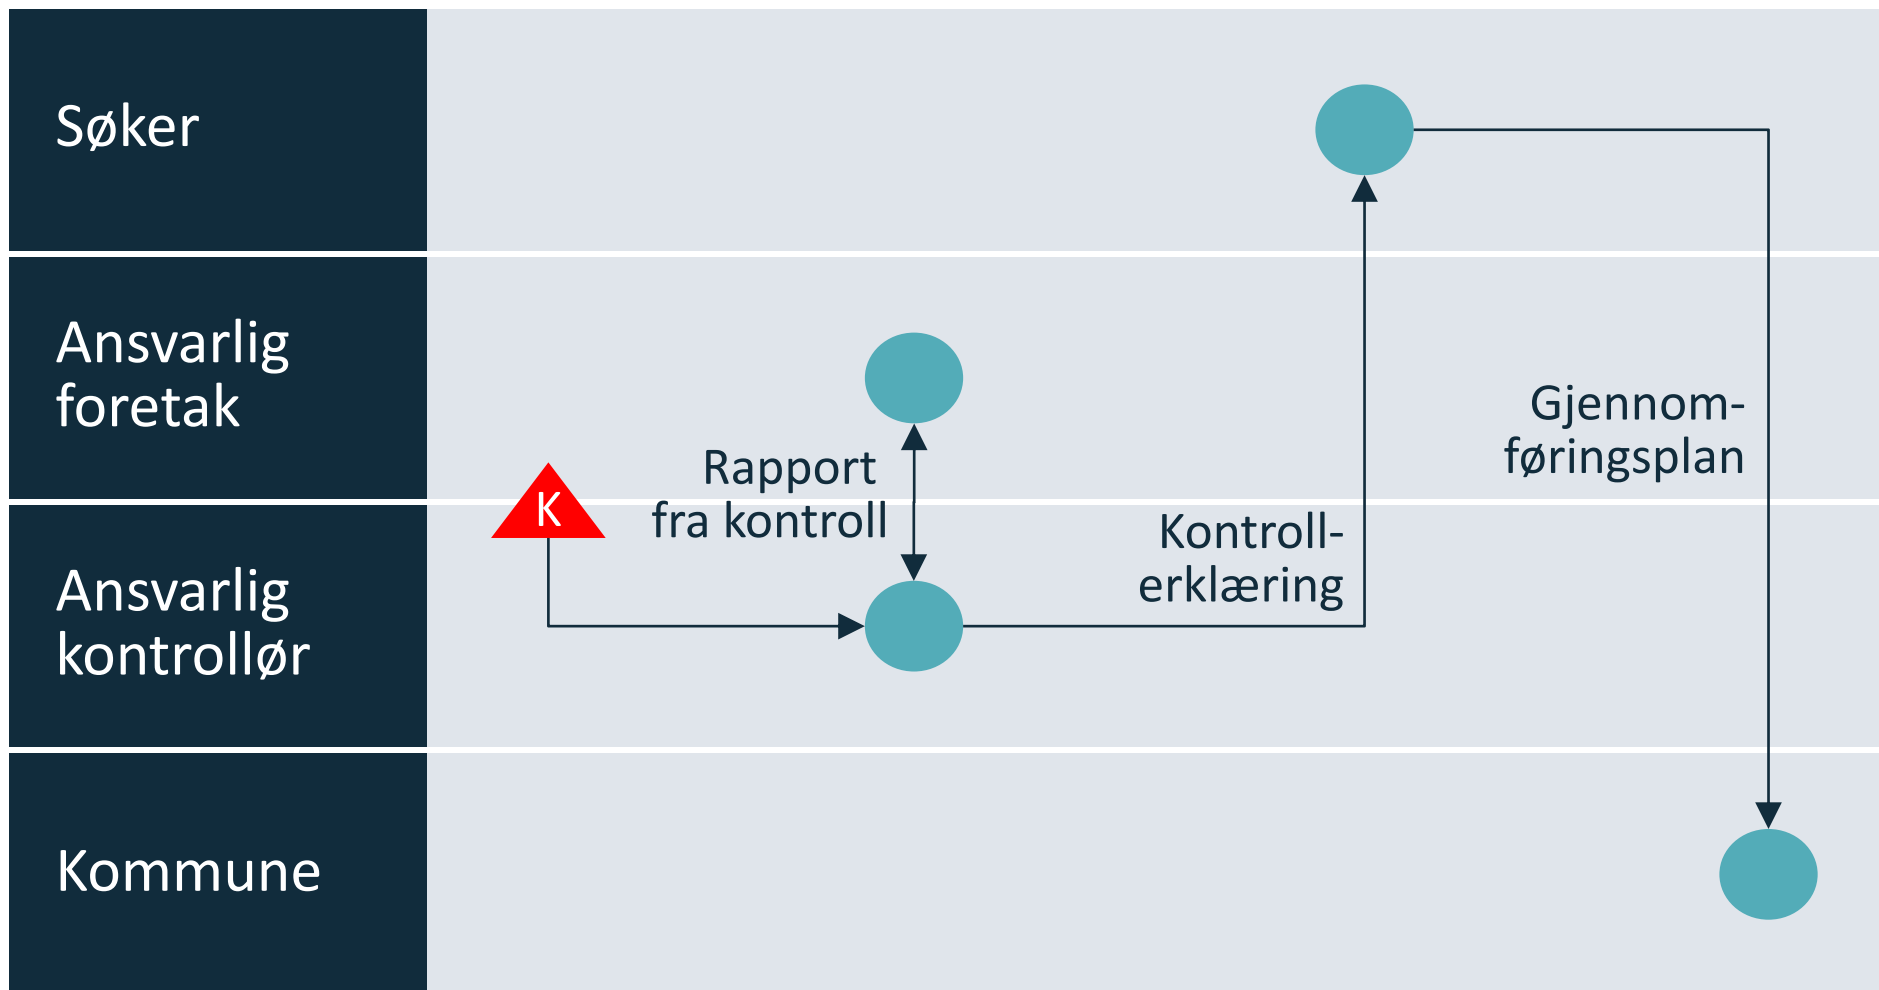 Søker
Ansvarlig
foretak
Rapport
fra kontroll
K
Gjennom-
føringsplan
Ansvarlig
kontrollør
Kontroll-
erklæring
Kommune